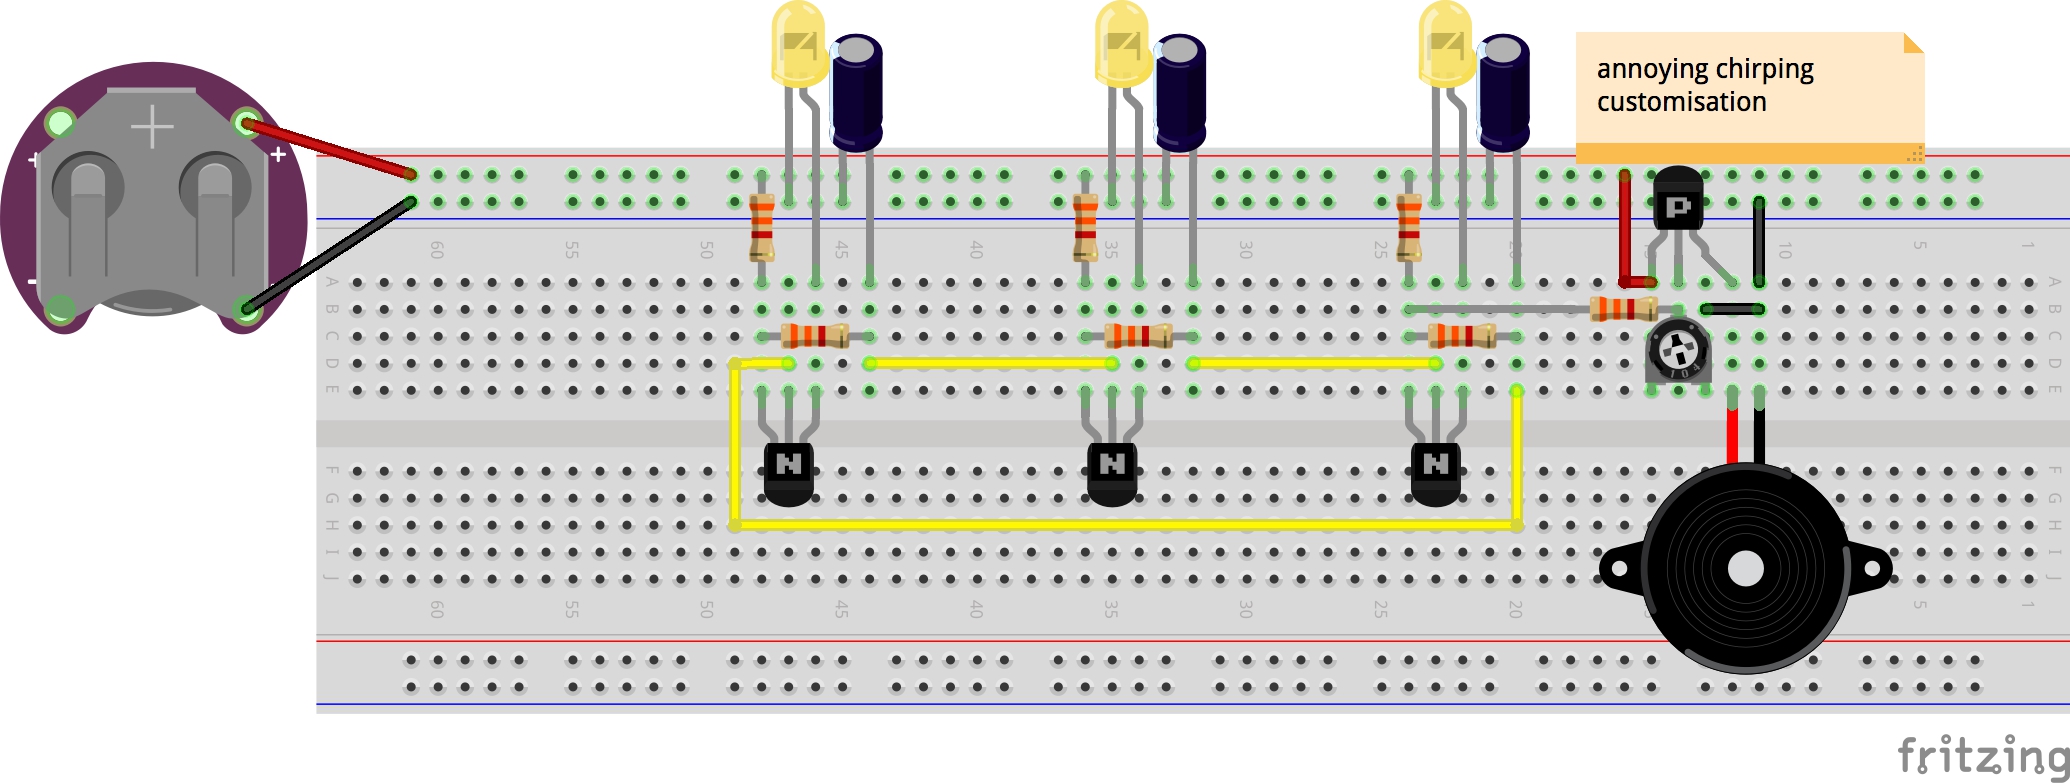 annoying chirping
customisation
+
+
+
-
-
P
60
55
50
45
40
35
30
25
20
10
5
1
A
B
C
D
E
A
B
C
D
E
104
N
N
N
F
G
H
I
J
F
G
H
I
J
60
55
50
45
40
35
30
25
20
5
1
fritzing